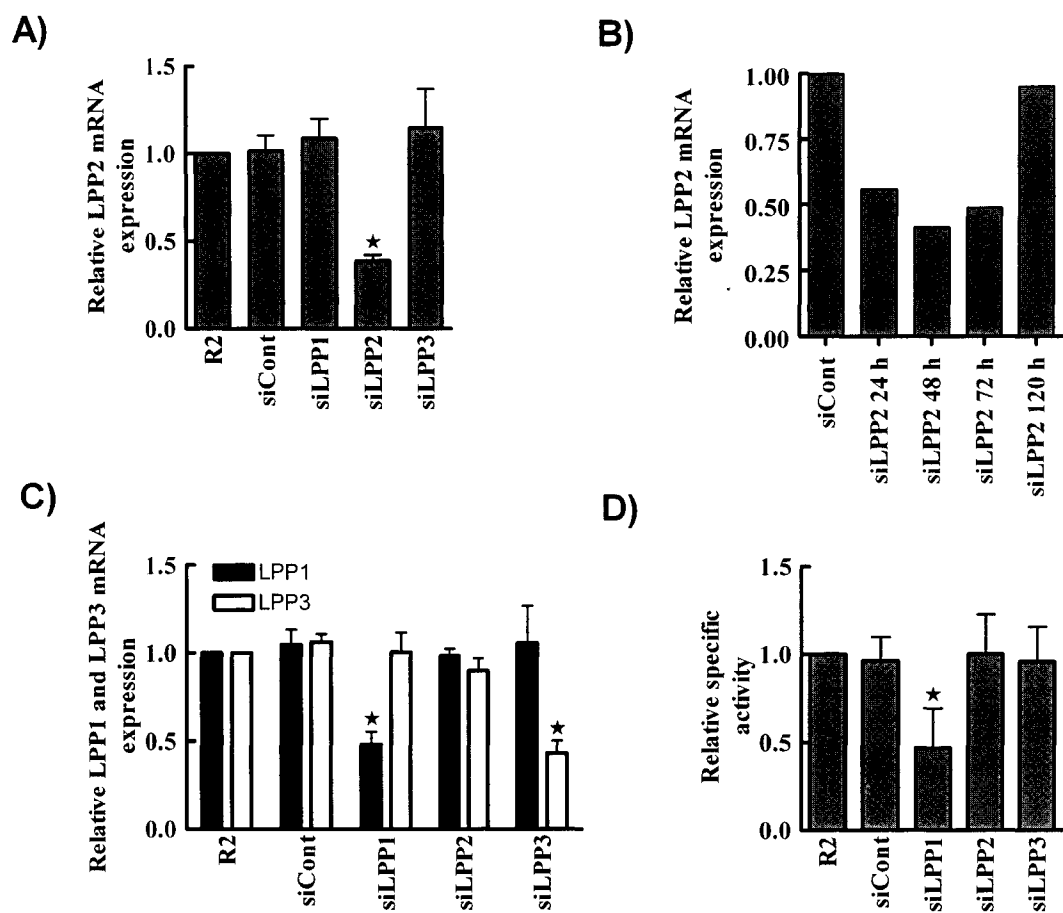 A)
Relative LPP2 mRNA
expression
1.5
1.0
0.5
0.0
★
R2
siCont
siLPP1
siLPP2
siLPP3
B)
Relative LPP2 mRNA
expression
1.00
0.75
0.50
0.25
0.00
siCont
siLPP2 24 h
siLPP2 48 h
siLPP2 72 h
siLPP2 120 h
C)
Relative LPP1 and LPP3 mRNA
expression
1.5
1.0
0.5
0.0
LPP1
LPP3
★
★
R2
siCont
siLPP1
siLPP2
siLPP3
D)
Relative specific
activity
1.5
1.0
0.5
0.0
★
R2
siCont
siLPP1
siLPP2
siLPP3